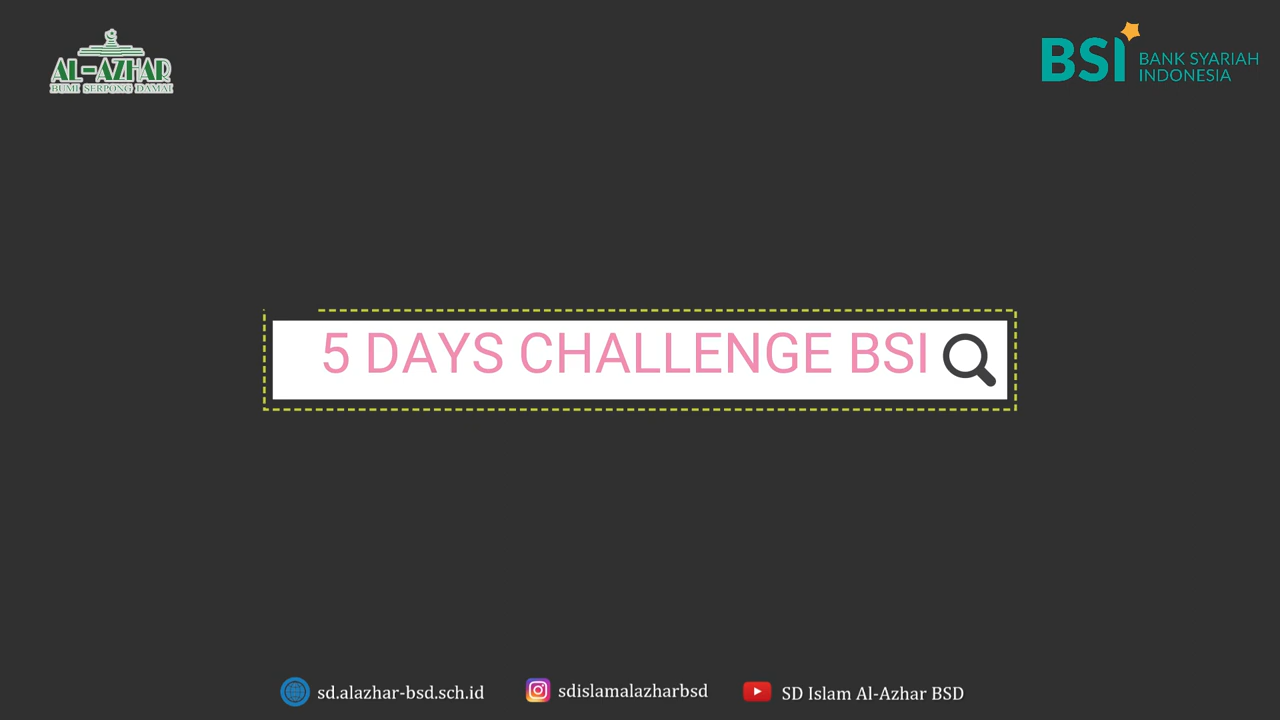 AL-AZHAR
BUMI SERPONG DAMAI
BSI BANK SYARIAH
INDONESIA
5 DAYS CHALLENGE BSI
sd.alazhar-bsd.sch.id
sdislamalazharbsd
SD Islam Al-Azhar BSD